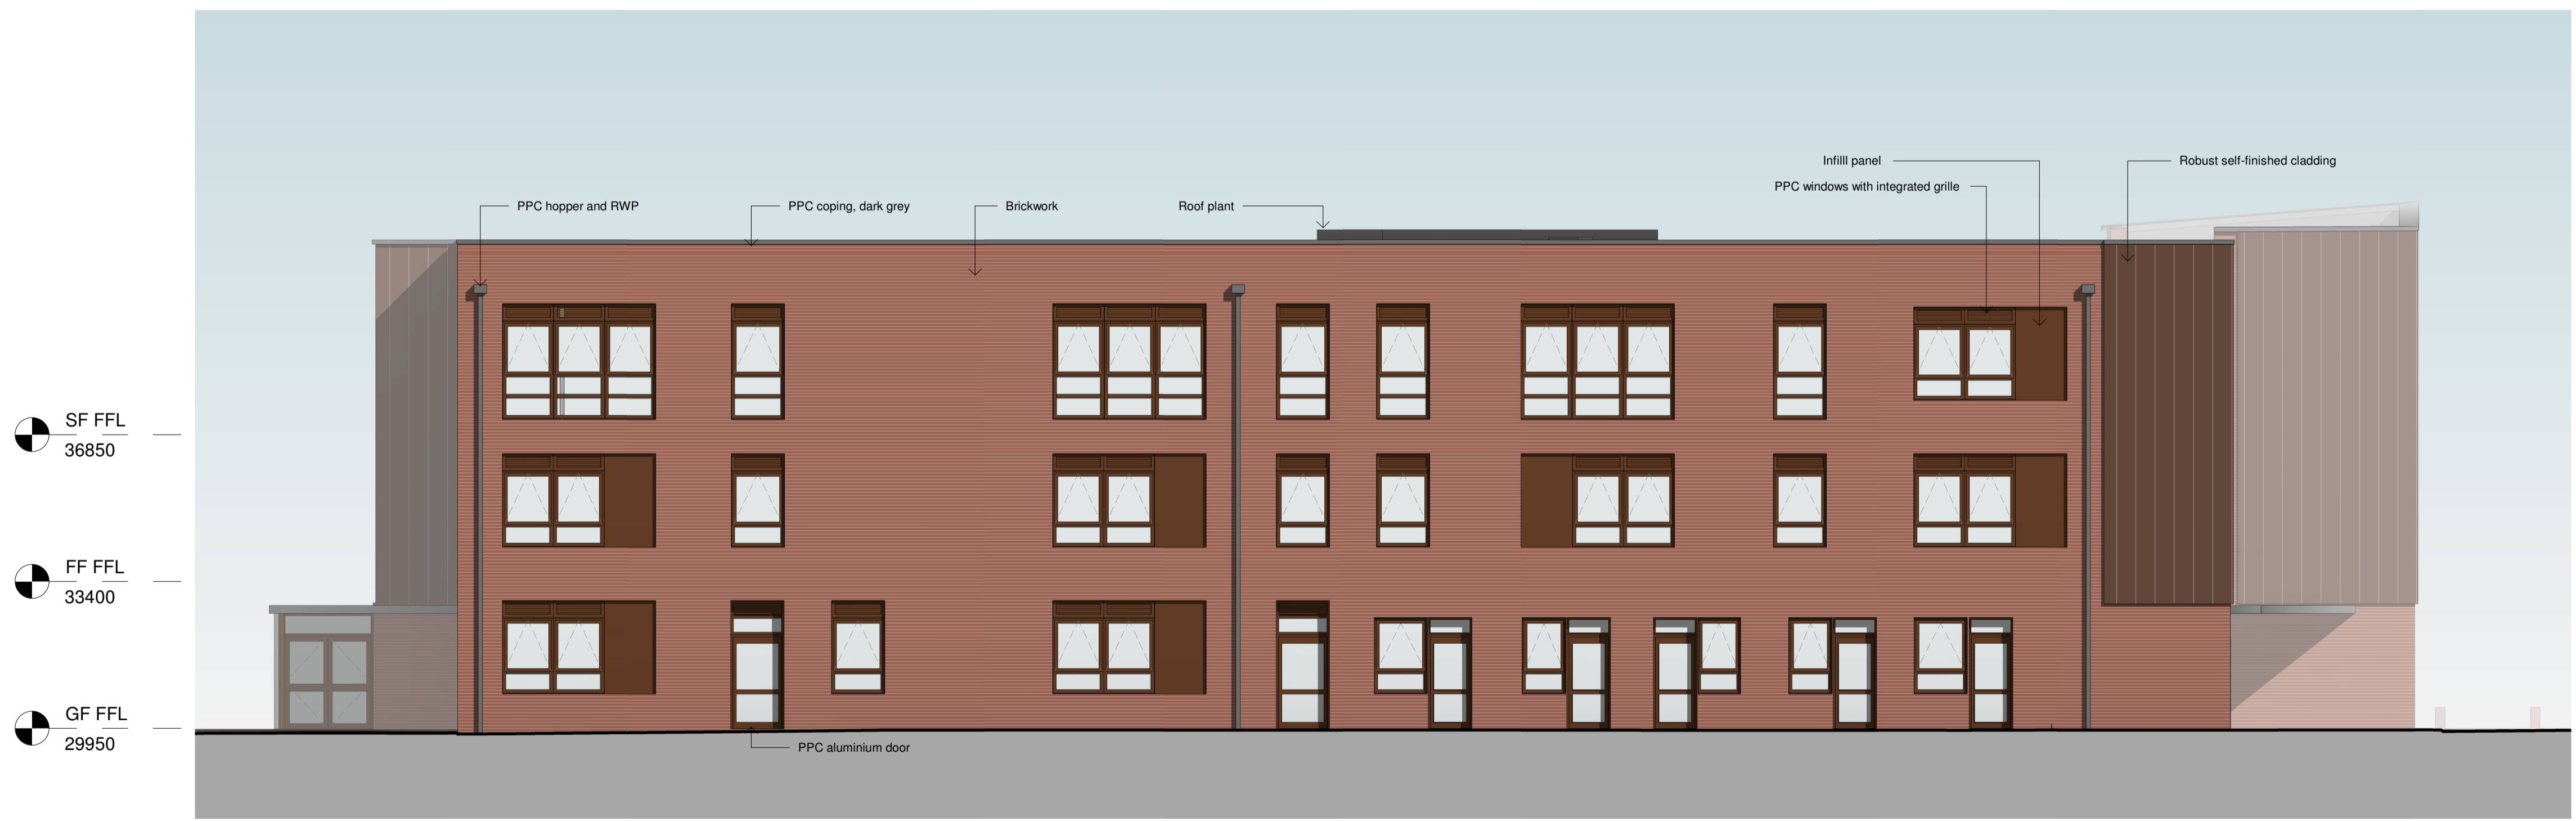 Infilll panel
Robust self-finished cladding
PPC windows with integrated grille
PPC hopper and RWP
PPC coping, dark grey
Brickwork
Roof plant
SF FFL
36850
FF FFL
33400
GF FFL
29950
PPC aluminium door